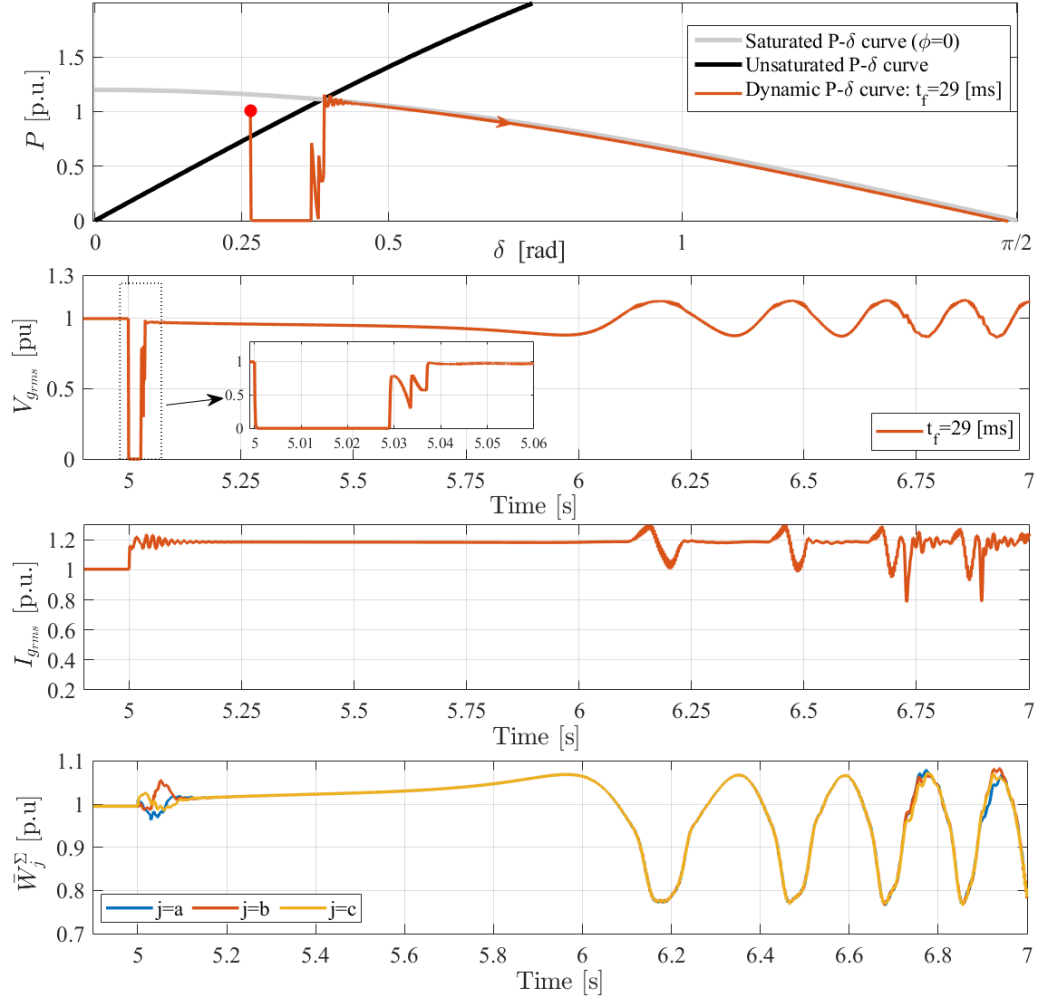 Saturated P-δ curve (ϕ=0)
Unsaturated P-δ curve
Dynamic P-δ curve: t_f=29 [ms]
P [p.u.]
1.5
1
0.5
0
0 0.25 0.5 1 π/2
δ [rad]
V_{g_{rms}} [pu]
1.3
1
0.5
0
1
0.5
0
5 5.01 5.02 5.03 5.04 5.05 5.06
t_f=29 [ms]
5 5.25 5.5 5.75 6 6.25 6.5 6.75 7
Time [s]
I_{g_{rms}} [p.u.]
1.2
1
0.8
0.6
0.4
0.2
5 5.25 5.5 5.75 6 6.25 6.5 6.75 7
Time [s]
W̄_j^Σ [p.u]
1.1
1
0.9
0.8
0.7
j=a j=b j=c
5 5.2 5.4 5.6 5.8 6 6.2 6.4 6.6 6.8 7
Time [s]